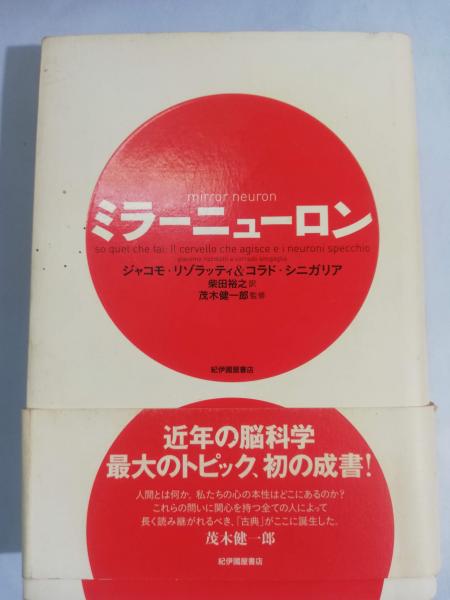 mirror neuron
ミラーニューロン
so quel che fai: Il cervello che agisce e i neuroni specchio
giacomo rizzolatti e corrado sinigaglia
ジャコモ・リゾラッティ&コラド・シニガリア
柴田裕之 訳
茂木健一郎 監修
紀伊國屋書店
近年の脳科学
最大のトピック、初の成書!
人間とは何か。私たちの心の本性はどこにあるのか?
これらの問いに関心を持つ全ての人によって
長く読み継がれるべき、「古典」がここに誕生した。
茂木健一郎
紀伊國屋書店